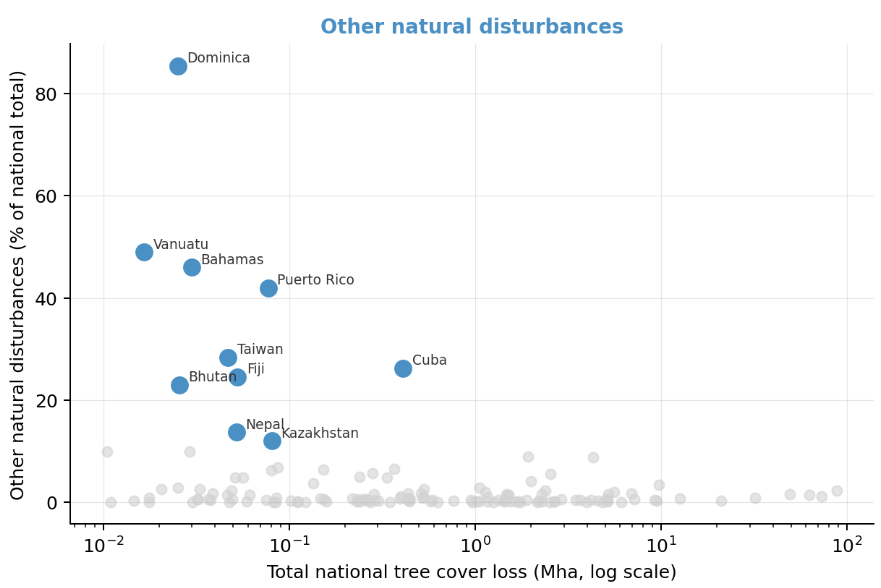 Other natural disturbances
Other natural disturbances (% of national total)
80
60
40
20
0
Dominica
Vanuatu
Bahamas
Puerto Rico
Taiwan
Cuba
Fiji
Bhutan
Nepal
Kazakhstan
10⁻² 10⁻¹ 10⁰ 10¹ 10²
Total national tree cover loss (Mha, log scale)